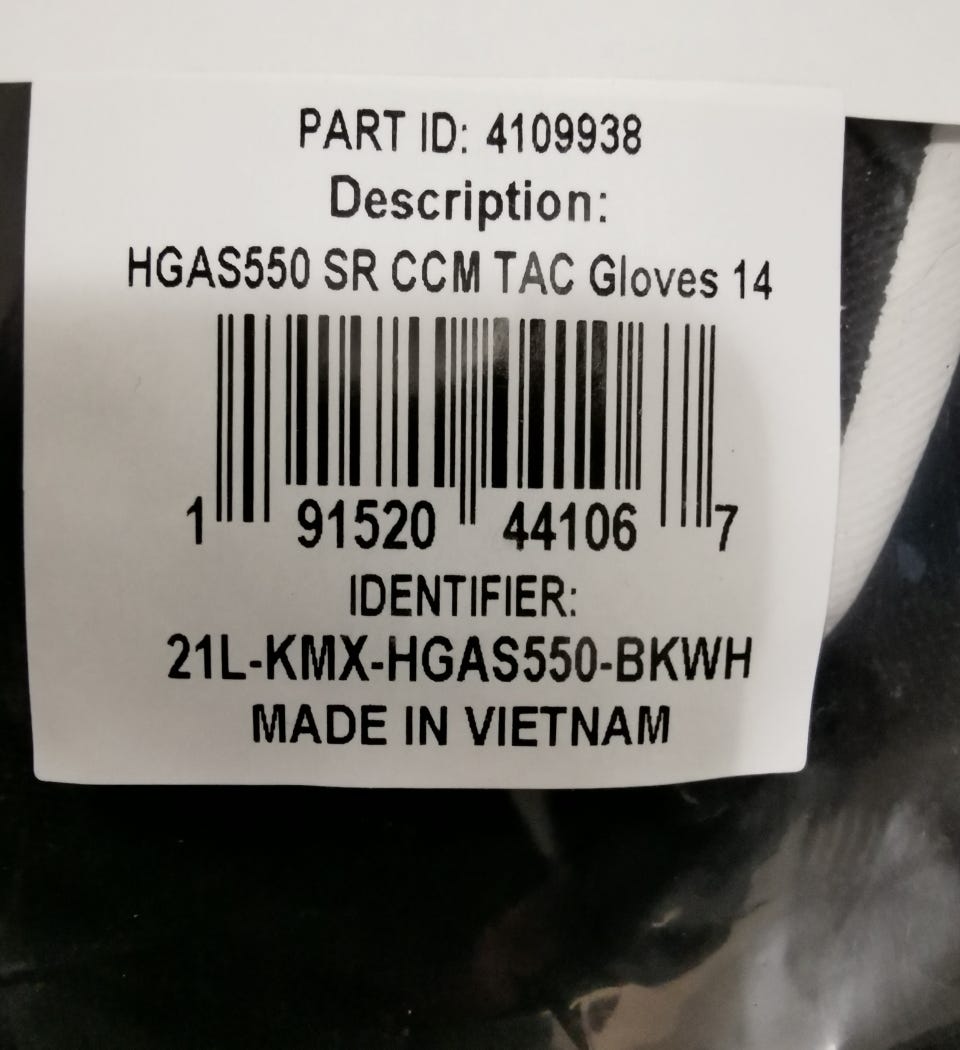 PART ID: 4109938
Description:
HGAS550 SR CCM TAC Gloves 14
1 91520 44106 7
IDENTIFIER:
21L-KMX-HGAS550-BKWH
MADE IN VIETNAM